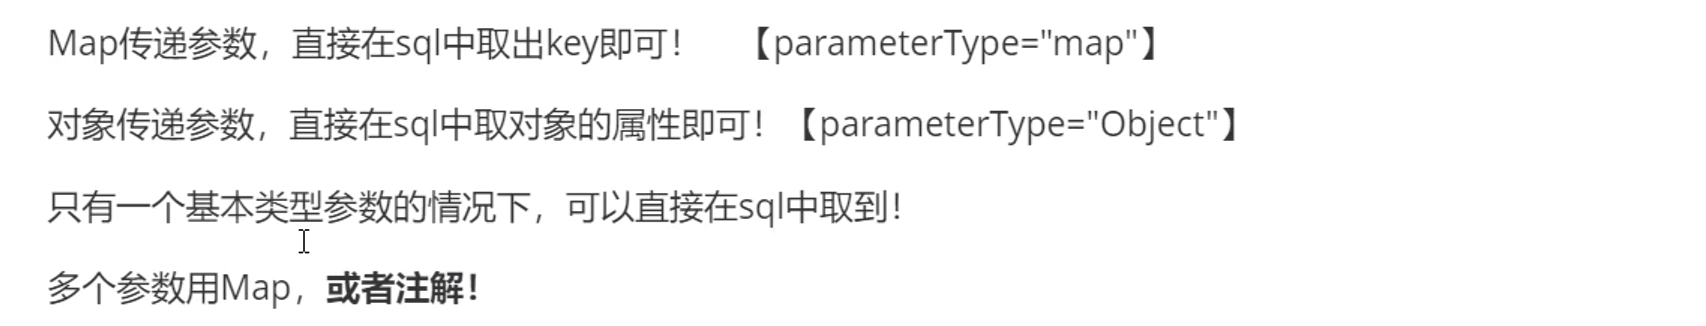 Map传递参数，直接在sql中取出key即可！ 【parameterType="map"】
对象传递参数，直接在sql中取对象的属性即可！【parameterType="Object"】
只有一个基本类型参数的情况下，可以直接在sql中取到！
多个参数用Map，或者注解！